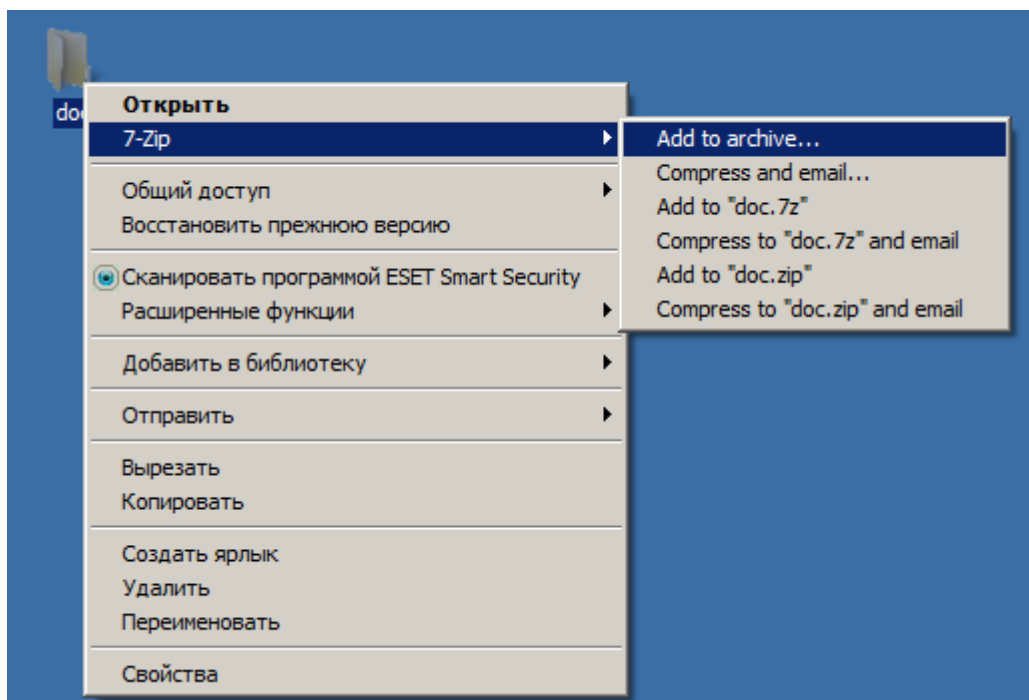 doc
Открыть
7-Zip
Общий доступ
Восстановить прежнюю версию
Сканировать программой ESET Smart Security
Расширенные функции
Добавить в библиотеку
Отправить
Вырезать
Копировать
Создать ярлык
Удалить
Переименовать
Свойства
Add to archive...
Compress and email...
Add to "doc.7z"
Compress to "doc.7z" and email
Add to "doc.zip"
Compress to "doc.zip" and email